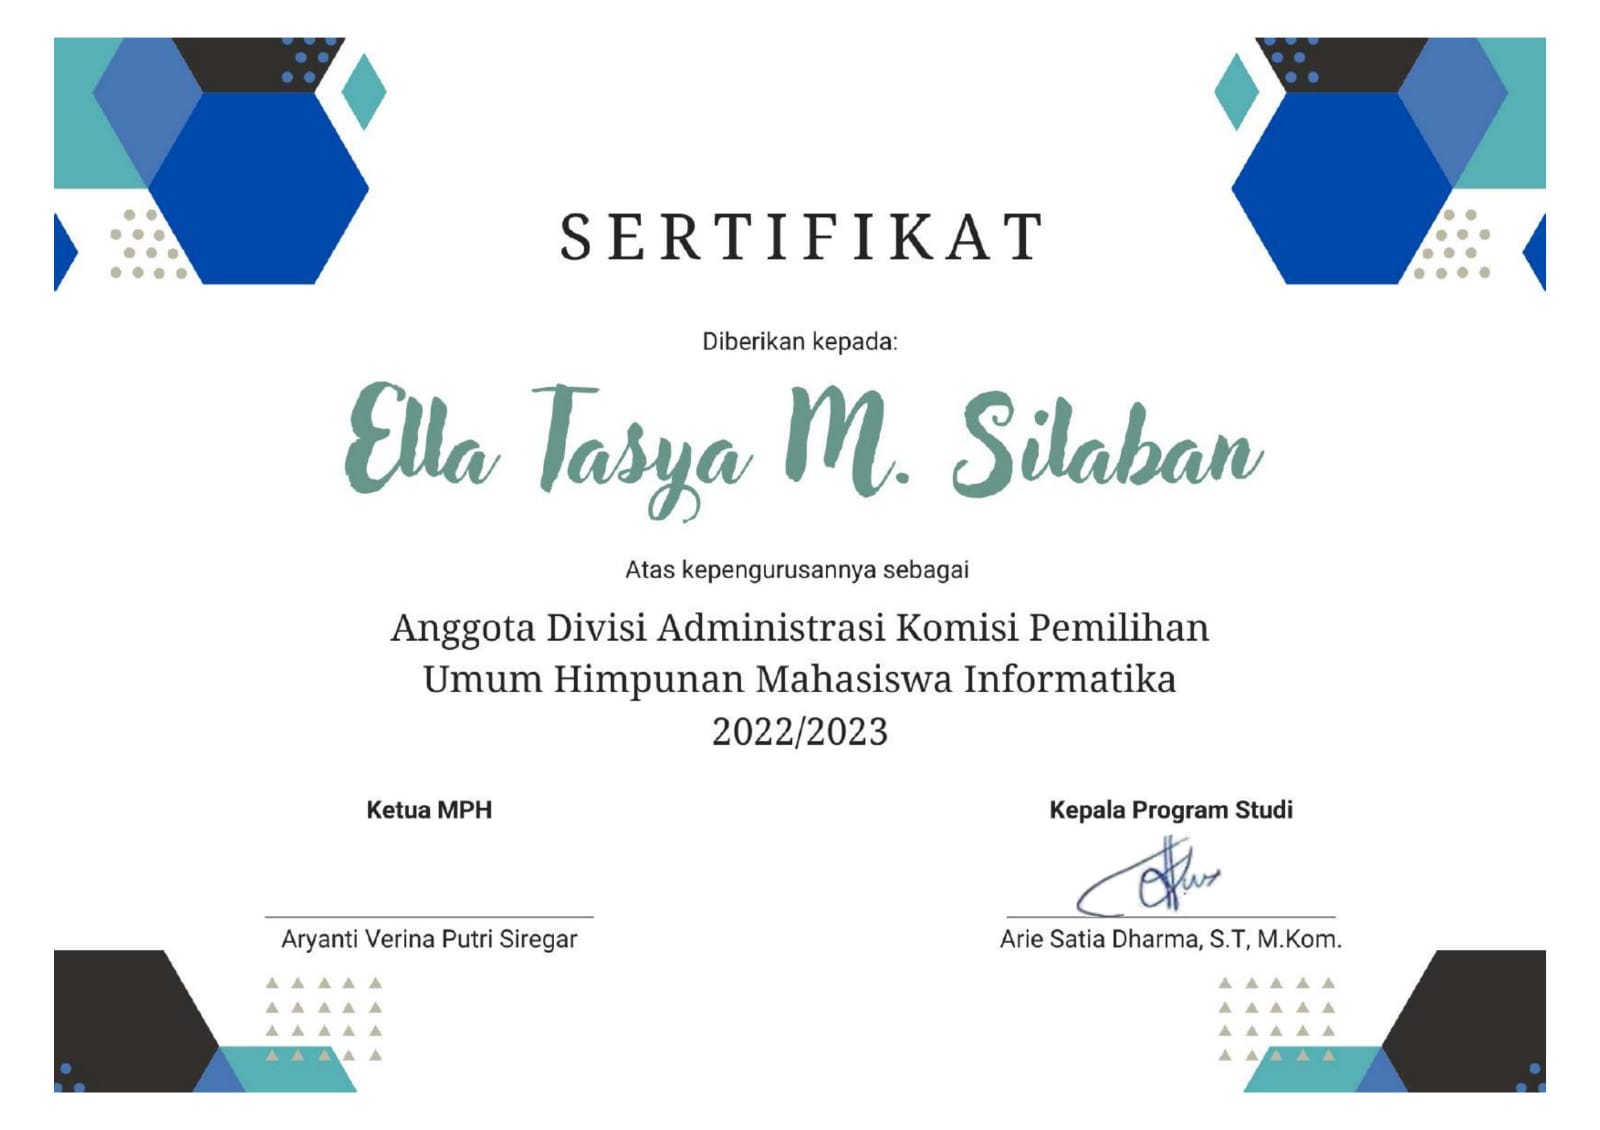 SERTIFIKAT
Diberikan kepada:
Ella Tasya M. Silaban
Atas kepengurusannya sebagai
Anggota Divisi Administrasi Komisi Pemilihan
Umum Himpunan Mahasiswa Informatika
2022/2023
Ketua MPH
Aryanti Verina Putri Siregar
Kepala Program Studi
Arie Satia Dharma, S.T, M.Kom.